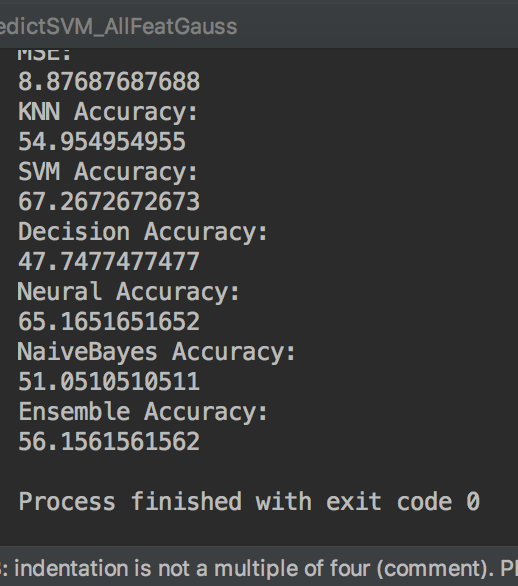 edictSVM_AllFeatGauss
MSE:
8.87687687688
KNN Accuracy:
54.954954955
SVM Accuracy:
67.2672672673
Decision Accuracy:
47.7477477477
Neural Accuracy:
65.1651651652
NaiveBayes Accuracy:
51.0510510511
Ensemble Accuracy:
56.1561561562
Process finished with exit code 0
: indentation is not a multiple of four (comment). P